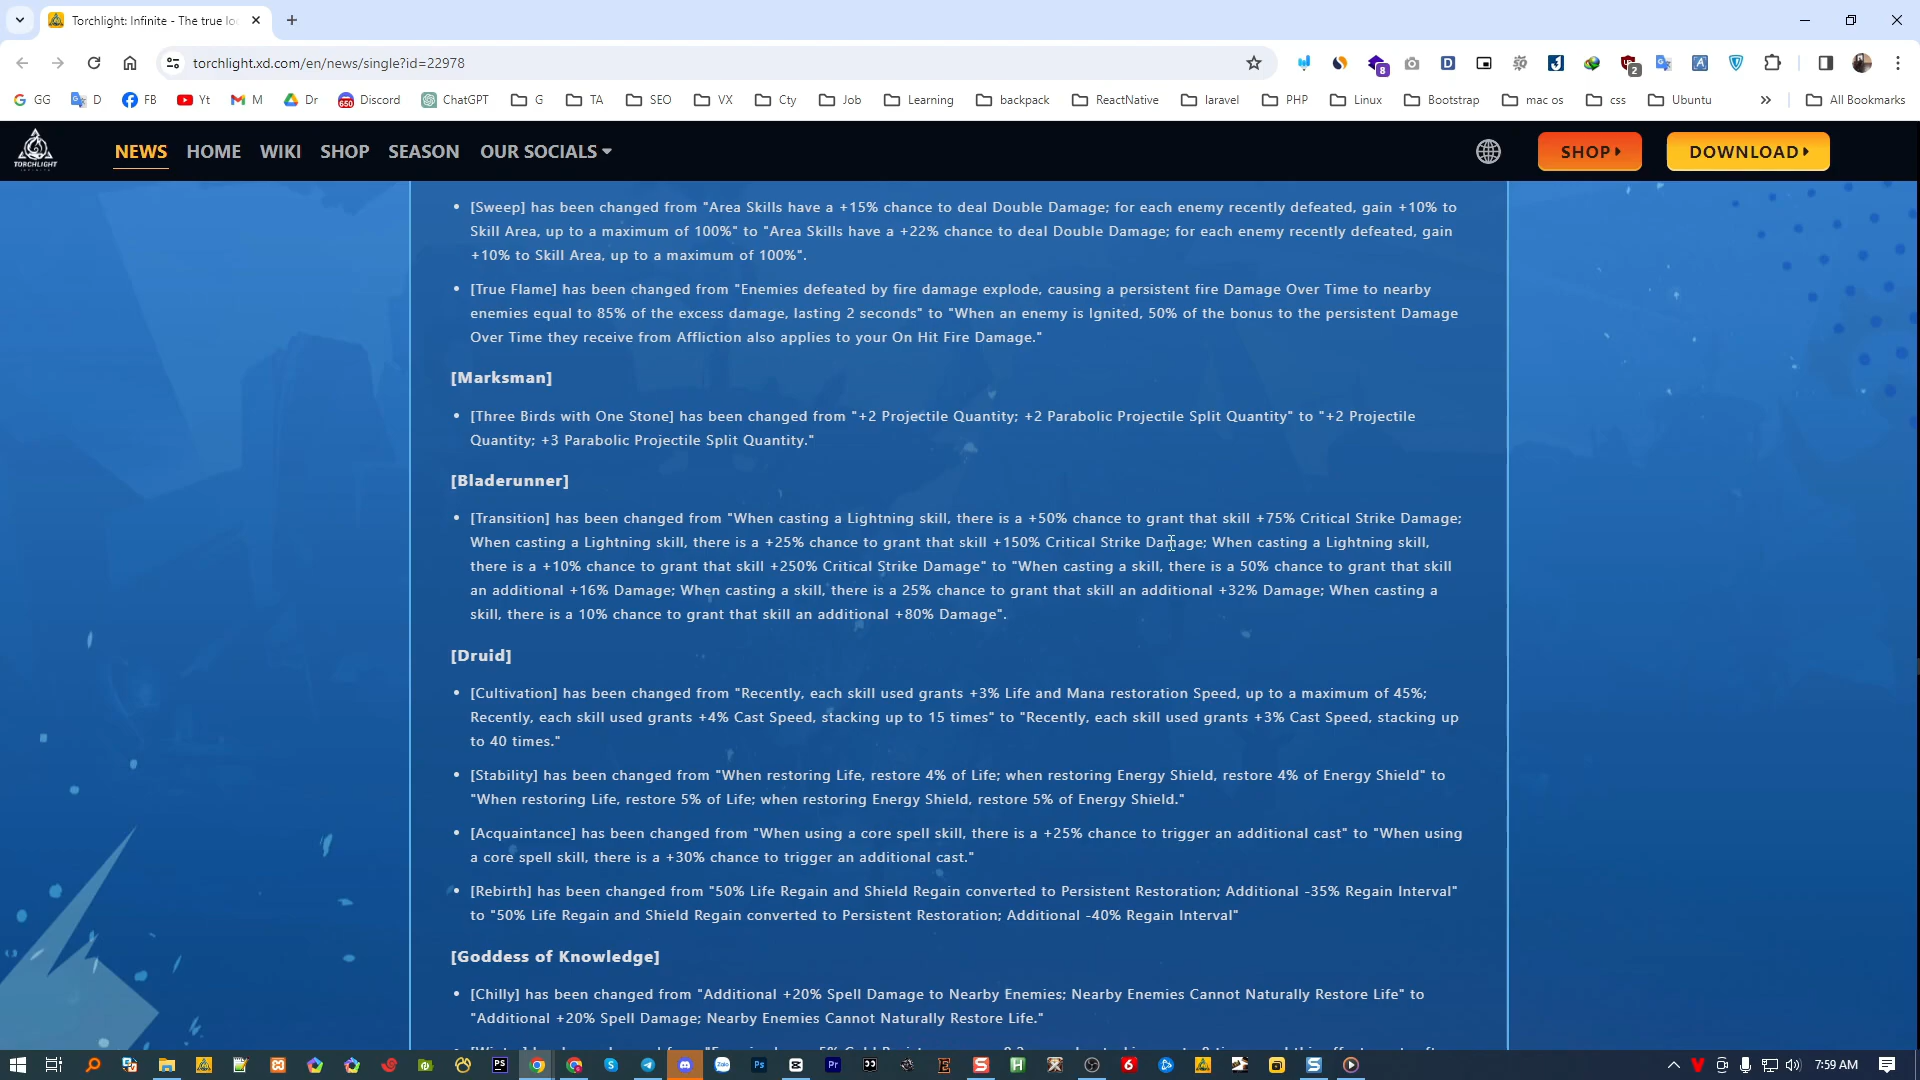 Torchlight: Infinite - The true lo
torchlight.xd.com/en/news/single?id=22978
8
2
GG D FB Yt M Dr Discord ChatGPT G TA SEO VX Cty Job Learning backpack ReactNative laravel PHP Linux Bootstrap mac os css Ubuntu » All Bookmarks
TORCHLIGHT
NEWS HOME WIKI SHOP SEASON OUR SOCIALS SHOP DOWNLOAD
[Sweep] has been changed from "Area Skills have a +15% chance to deal Double Damage; for each enemy recently defeated, gain +10% to
Skill Area, up to a maximum of 100%" to "Area Skills have a +22% chance to deal Double Damage; for each enemy recently defeated, gain
+10% to Skill Area, up to a maximum of 100%".
[True Flame] has been changed from "Enemies defeated by fire damage explode, causing a persistent fire Damage Over Time to nearby
enemies equal to 85% of the excess damage, lasting 2 seconds" to "When an enemy is Ignited, 50% of the bonus to the persistent Damage
Over Time they receive from Affliction also applies to your On Hit Fire Damage."
[Marksman]
[Three Birds with One Stone] has been changed from "+2 Projectile Quantity; +2 Parabolic Projectile Split Quantity" to "+2 Projectile
Quantity; +3 Parabolic Projectile Split Quantity."
[Bladerunner]
[Transition] has been changed from "When casting a Lightning skill, there is a +50% chance to grant that skill +75% Critical Strike Damage;
When casting a Lightning skill, there is a +25% chance to grant that skill +150% Critical Strike Damage; When casting a Lightning skill,
there is a +10% chance to grant that skill +250% Critical Strike Damage" to "When casting a skill, there is a 50% chance to grant that skill
an additional +16% Damage; When casting a skill, there is a 25% chance to grant that skill an additional +32% Damage; When casting a
skill, there is a 10% chance to grant that skill an additional +80% Damage".
[Druid]
[Cultivation] has been changed from "Recently, each skill used grants +3% Life and Mana restoration Speed, up to a maximum of 45%;
Recently, each skill used grants +4% Cast Speed, stacking up to 15 times" to "Recently, each skill used grants +3% Cast Speed, stacking up
to 40 times."
[Stability] has been changed from "When restoring Life, restore 4% of Life; when restoring Energy Shield, restore 4% of Energy Shield" to
"When restoring Life, restore 5% of Life; when restoring Energy Shield, restore 5% of Energy Shield."
[Acquaintance] has been changed from "When using a core spell skill, there is a +25% chance to trigger an additional cast" to "When using
a core spell skill, there is a +30% chance to trigger an additional cast."
[Rebirth] has been changed from "50% Life Regain and Shield Regain converted to Persistent Restoration; Additional -35% Regain Interval"
to "50% Life Regain and Shield Regain converted to Persistent Restoration; Additional -40% Regain Interval"
[Goddess of Knowledge]
[Chilly] has been changed from "Additional +20% Spell Damage to Nearby Enemies; Nearby Enemies Cannot Naturally Restore Life" to
"Additional +20% Spell Damage; Nearby Enemies Cannot Naturally Restore Life."
7:59 AM